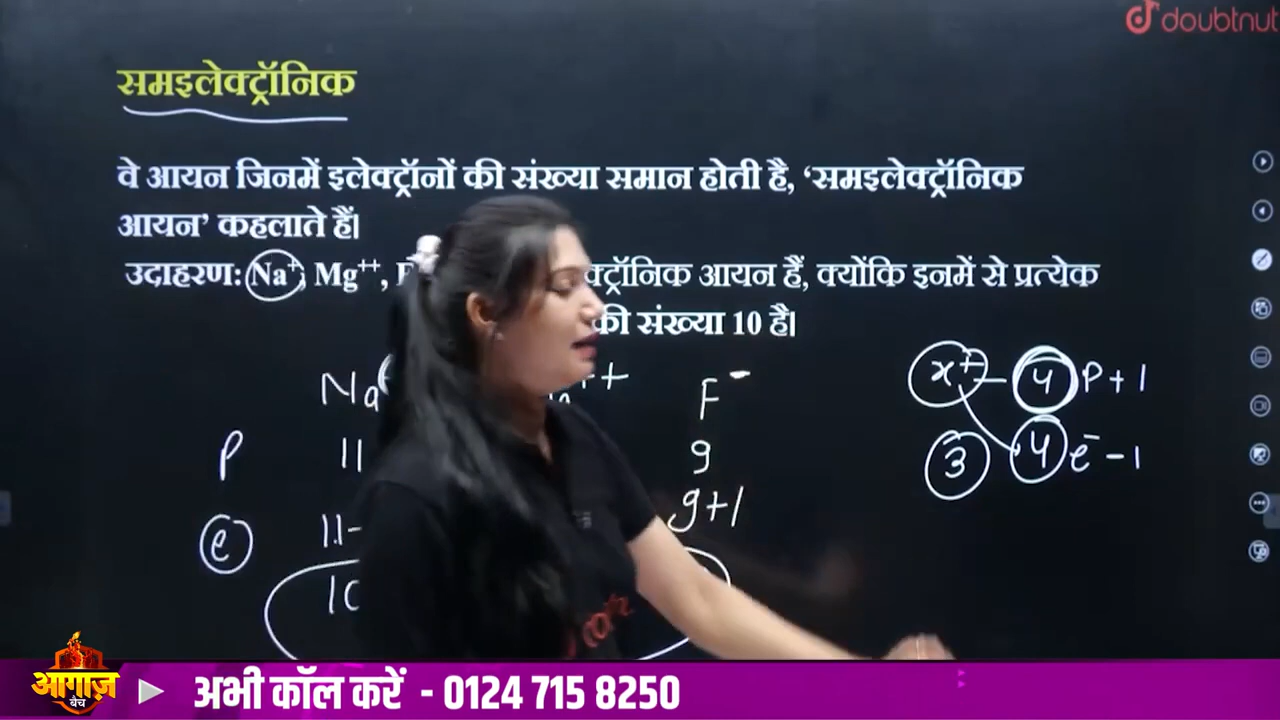 doubtnut
समइलेक्ट्रॉनिक
वे आयन जिनमें इलेक्ट्रॉनों की संख्या समान होती है, ‘समइलेक्ट्रॉनिक
आयन’ कहलाते हैं।
उदाहरण: Na⁺, Mg⁺⁺, आयन हैं, क्योंकि इनमें से प्रत्येक
की संख्या 10 है।
Na ++ F⁻ x⁺ – 4 P + 1
P 11 9 3 4 e⁻ – 1
e 11- 9+1
10
आगाज़
बैच
अभी कॉल करें - 0124 715 8250